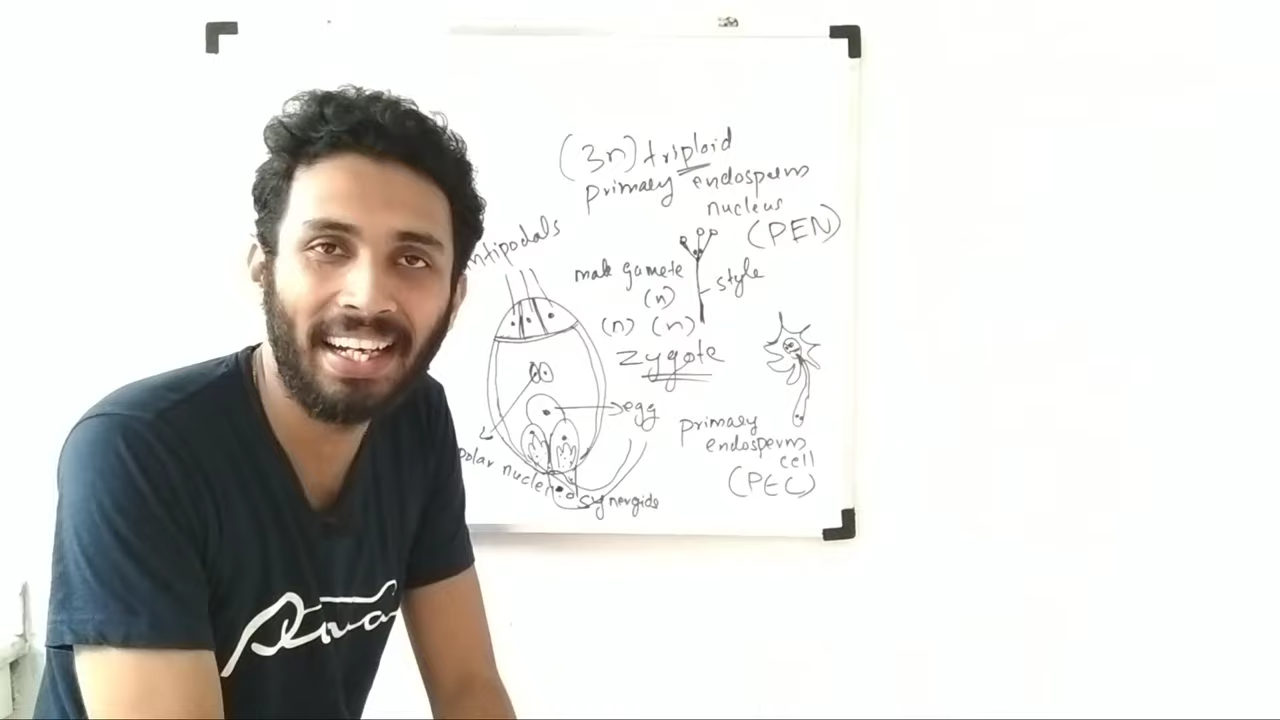 (3n) triploid
primary endosperm
nucleus
(PEN)
ntipodals
male gamete
(n)
style
(n) (n)
zygote
egg
primary
endosperm
cell
(PEC)
polar nuclei
synergids